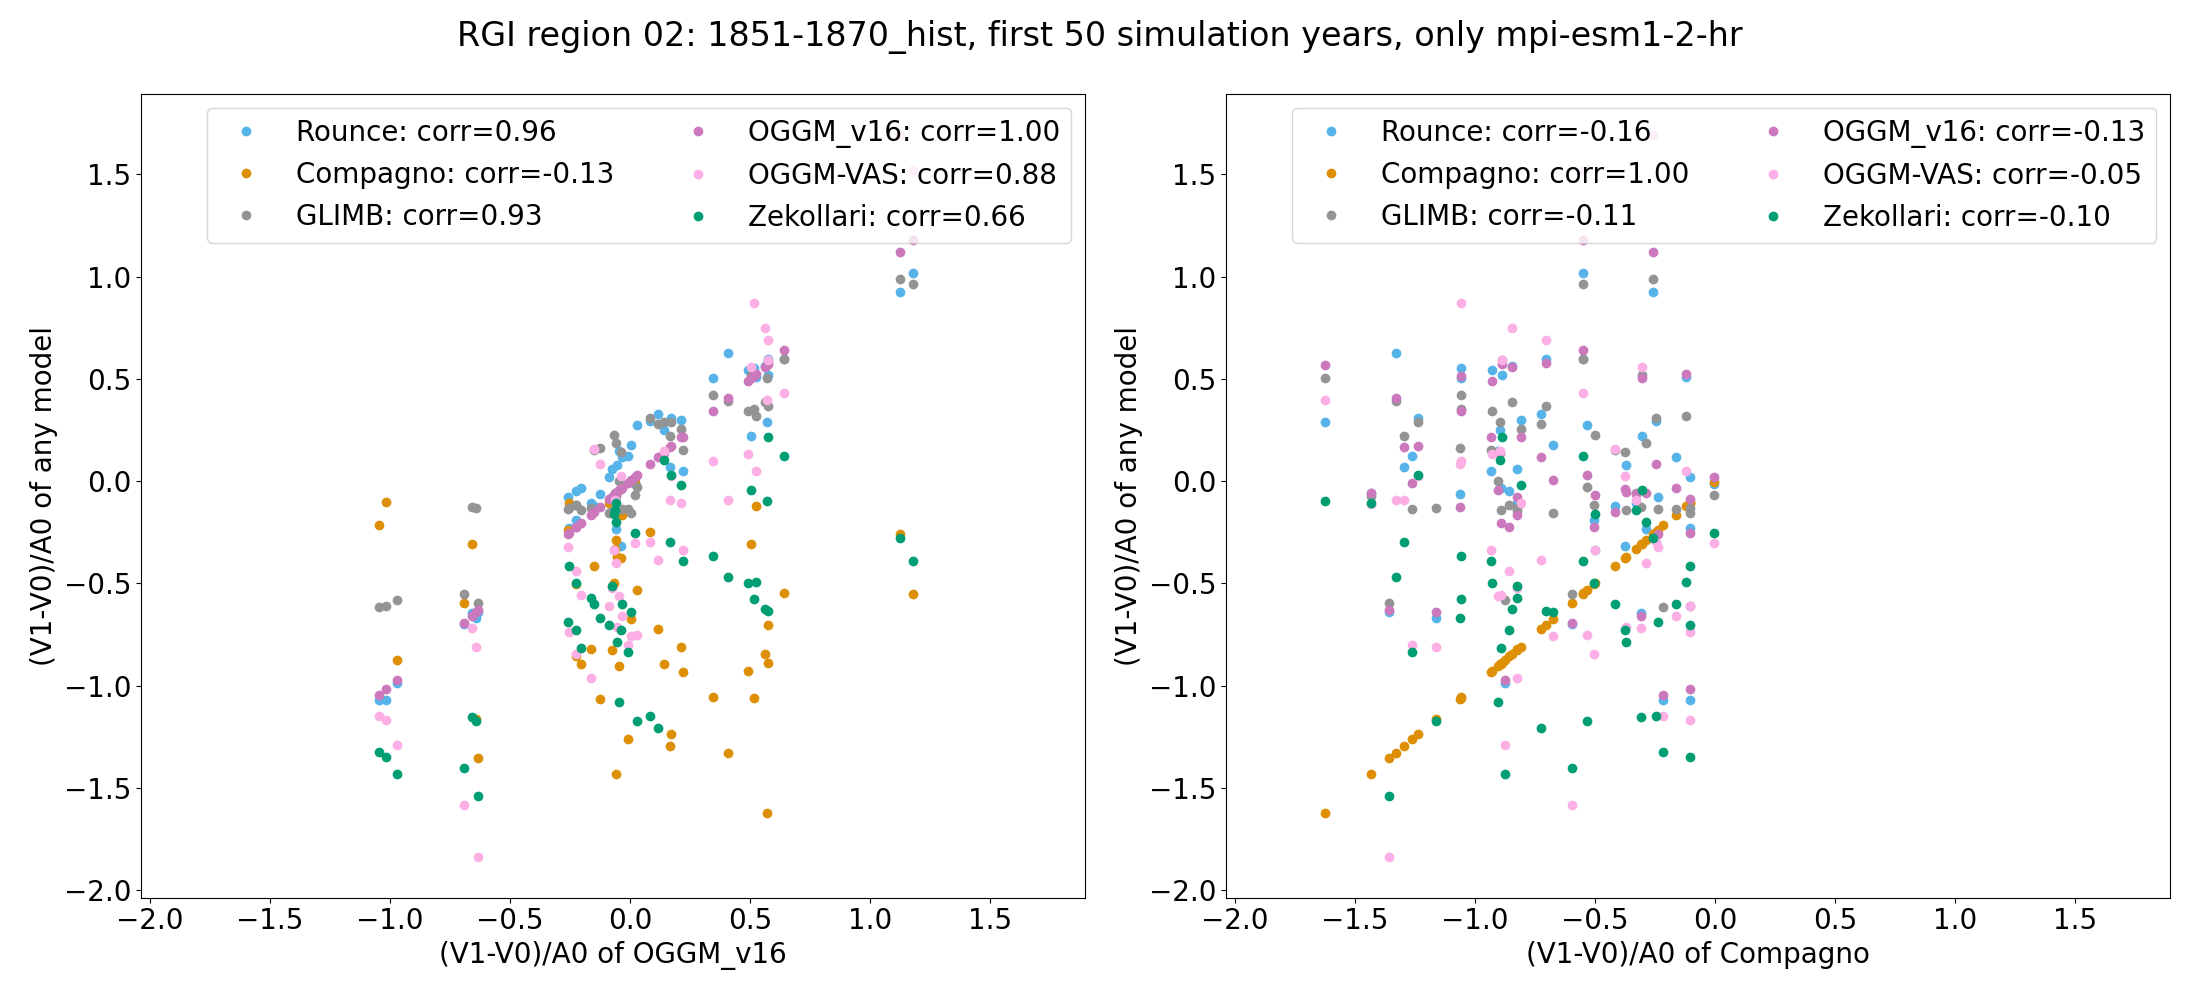 RGI region 02: 1851-1870_hist, first 50 simulation years, only mpi-esm1-2-hr
Rounce: corr=0.96
Compagno: corr=-0.13
GLIMB: corr=0.93
OGGM_v16: corr=1.00
OGGM-VAS: corr=0.88
Zekollari: corr=0.66
(V1-V0)/A0 of any model
1.5
1.0
0.5
0.0
−0.5
−1.0
−1.5
−2.0
−2.0 −1.5 −1.0 −0.5 0.0 0.5 1.0 1.5
(V1-V0)/A0 of OGGM_v16
Rounce: corr=-0.16
Compagno: corr=1.00
GLIMB: corr=-0.11
OGGM_v16: corr=-0.13
OGGM-VAS: corr=-0.05
Zekollari: corr=-0.10
(V1-V0)/A0 of any model
1.5
1.0
0.5
0.0
−0.5
−1.0
−1.5
−2.0
−2.0 −1.5 −1.0 −0.5 0.0 0.5 1.0 1.5
(V1-V0)/A0 of Compagno